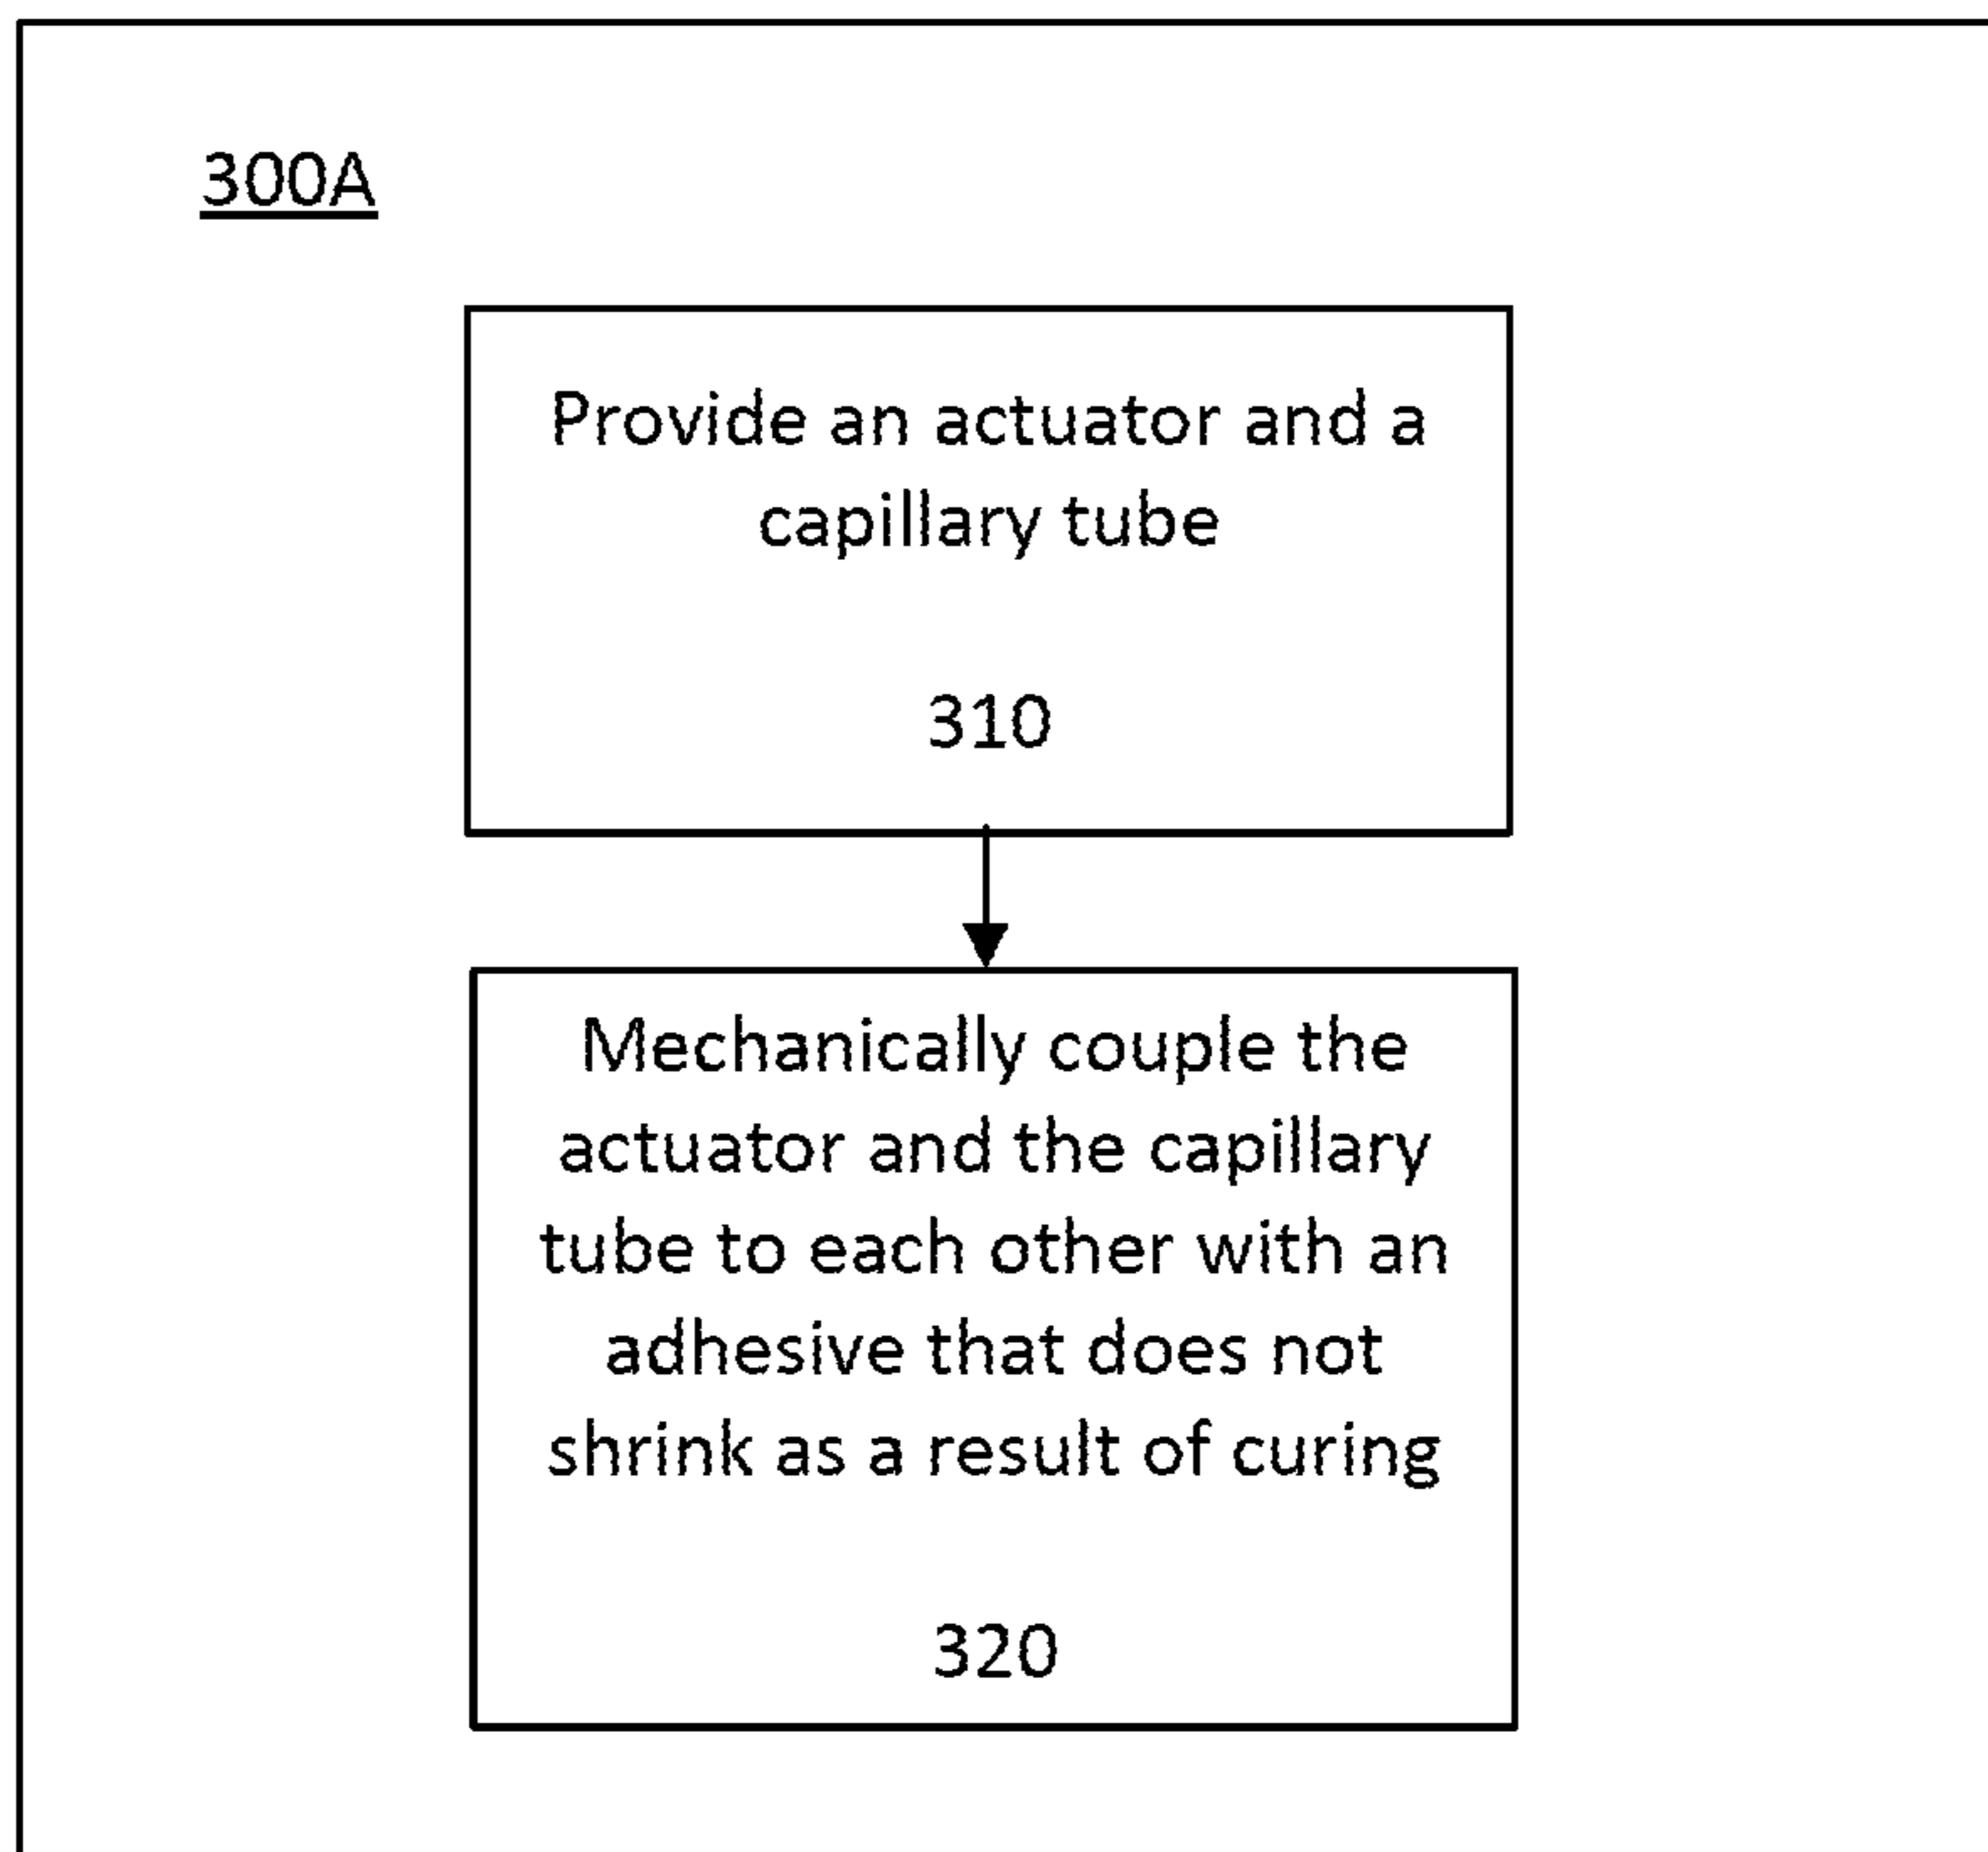 300A
Provide an actuator and a
capillary tube
310
Mechanically couple the
actuator and the capillary
tube to each other with an
adhesive that does not
shrink as a result of curing
320